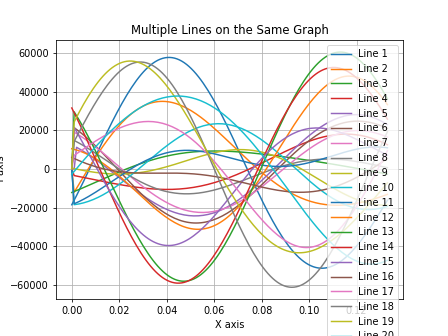 Multiple Lines on the Same Graph
60000
40000
20000
0
−20000
−40000
−60000
0.00
0.02
0.04
0.06
0.08
0.10
X axis
Line 1
Line 2
Line 3
Line 4
Line 5
Line 6
Line 7
Line 8
Line 9
Line 10
Line 11
Line 12
Line 13
Line 14
Line 15
Line 16
Line 17
Line 18
Line 19
Line 20